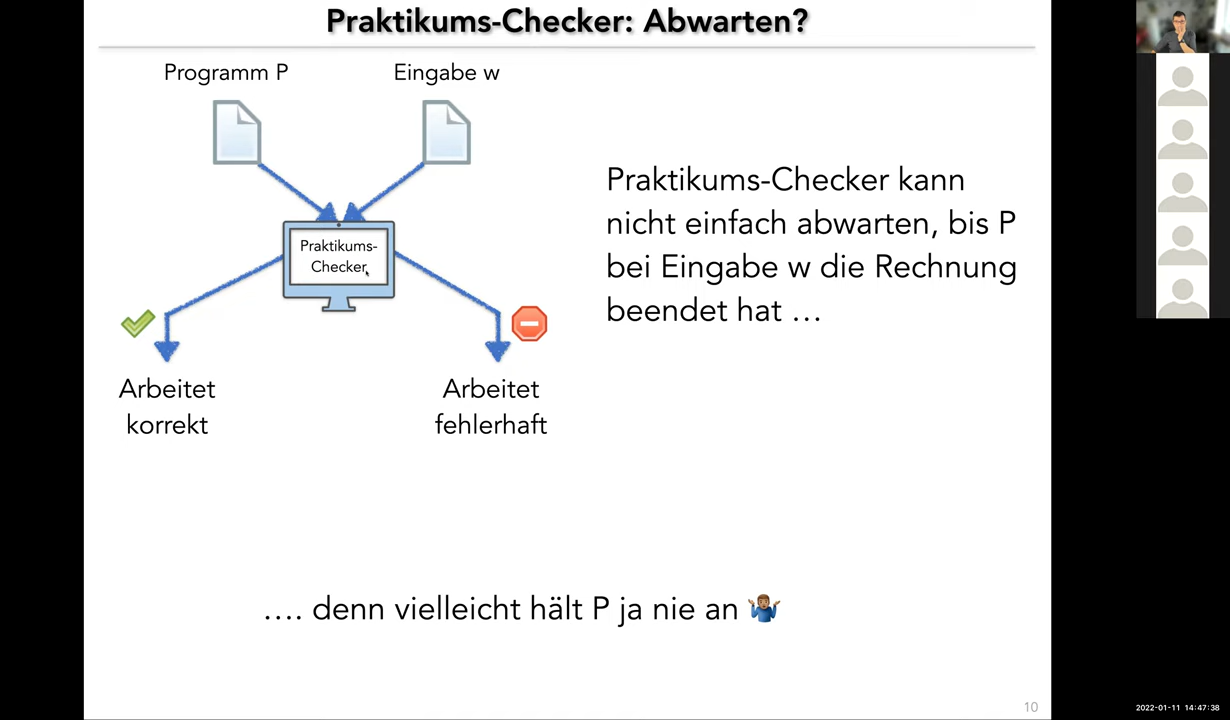 Praktikums-Checker: Abwarten?
Programm P
Eingabe w
Praktikums-
Checker
Arbeitet
korrekt
Arbeitet
fehlerhaft
Praktikums-Checker kann
nicht einfach abwarten, bis P
bei Eingabe w die Rechnung
beendet hat …
…. denn vielleicht hält P ja nie an 🤷🏽‍♂️
10
2022-01-11 14:47:38